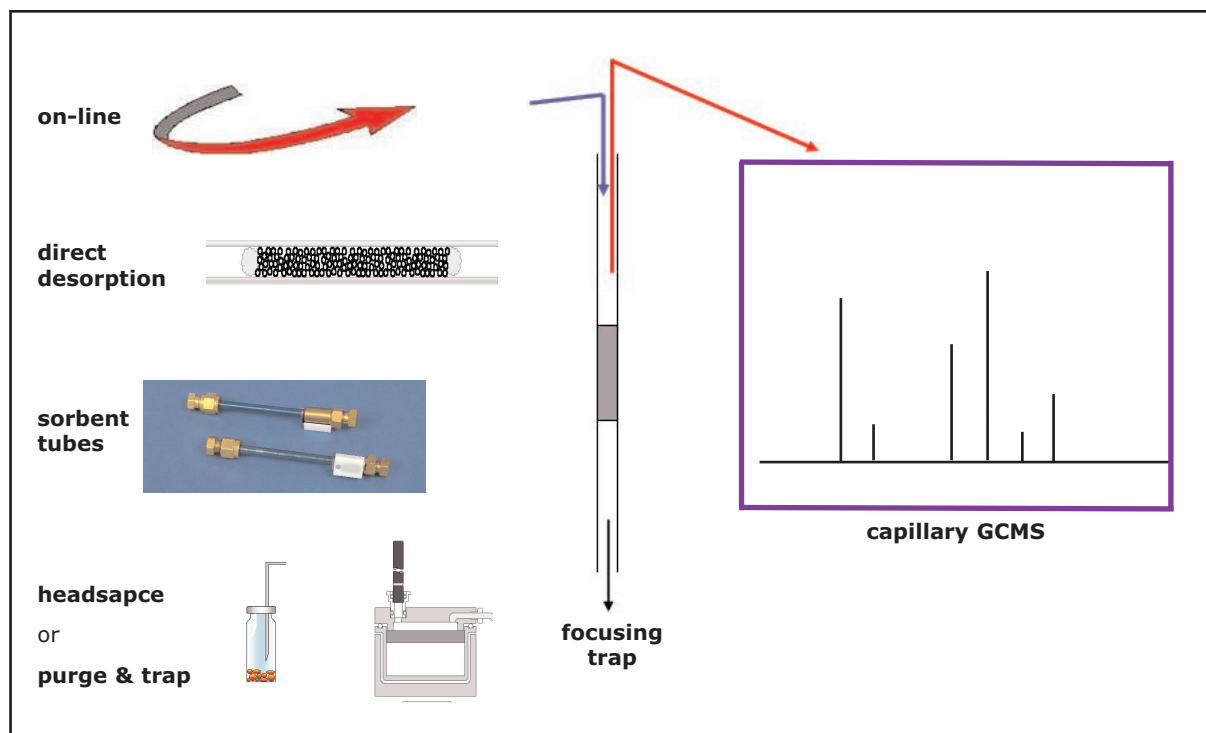 on-line
direct
desorption
sorbent
tubes
headsapce
or
purge & trap
focusing
trap
capillary GCMS